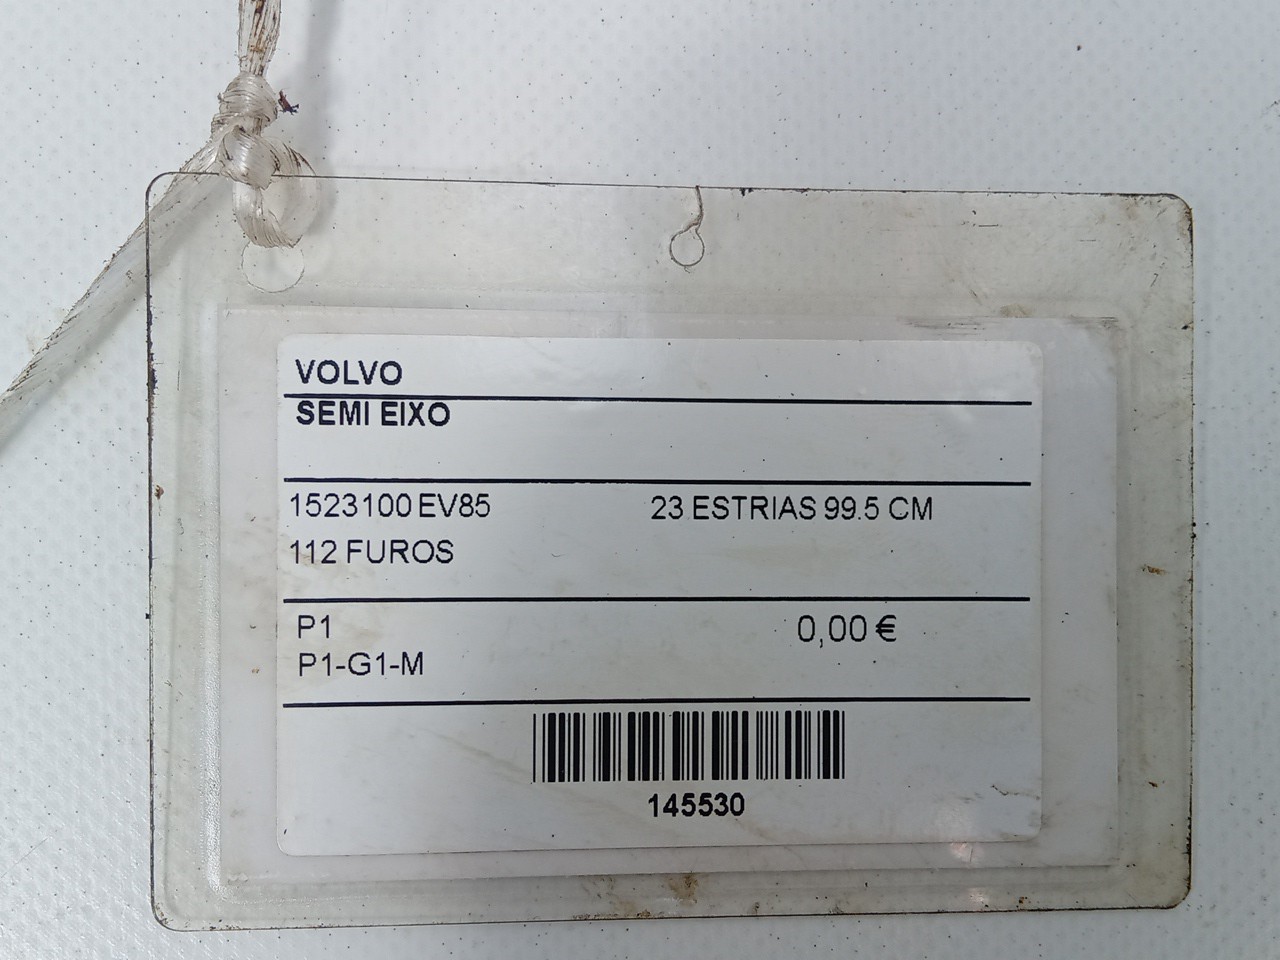 VOLVO
SEMI EIXO
1523100 EV85 23 ESTRIAS 99.5 CM
112 FUROS
P1 0,00 €
P1-G1-M
145530